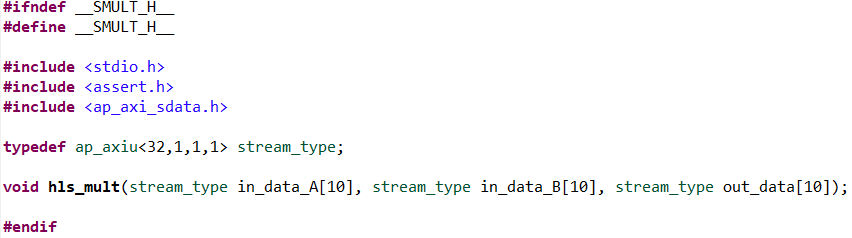 #ifndef __SMULT_H__
#define __SMULT_H__
#include <stdio.h>
#include <assert.h>
#include <ap_axi_sdata.h>
typedef ap_axiu<32,1,1,1> stream_type;
void hls_mult(stream_type in_data_A[10], stream_type in_data_B[10], stream_type out_data[10]);
#endif